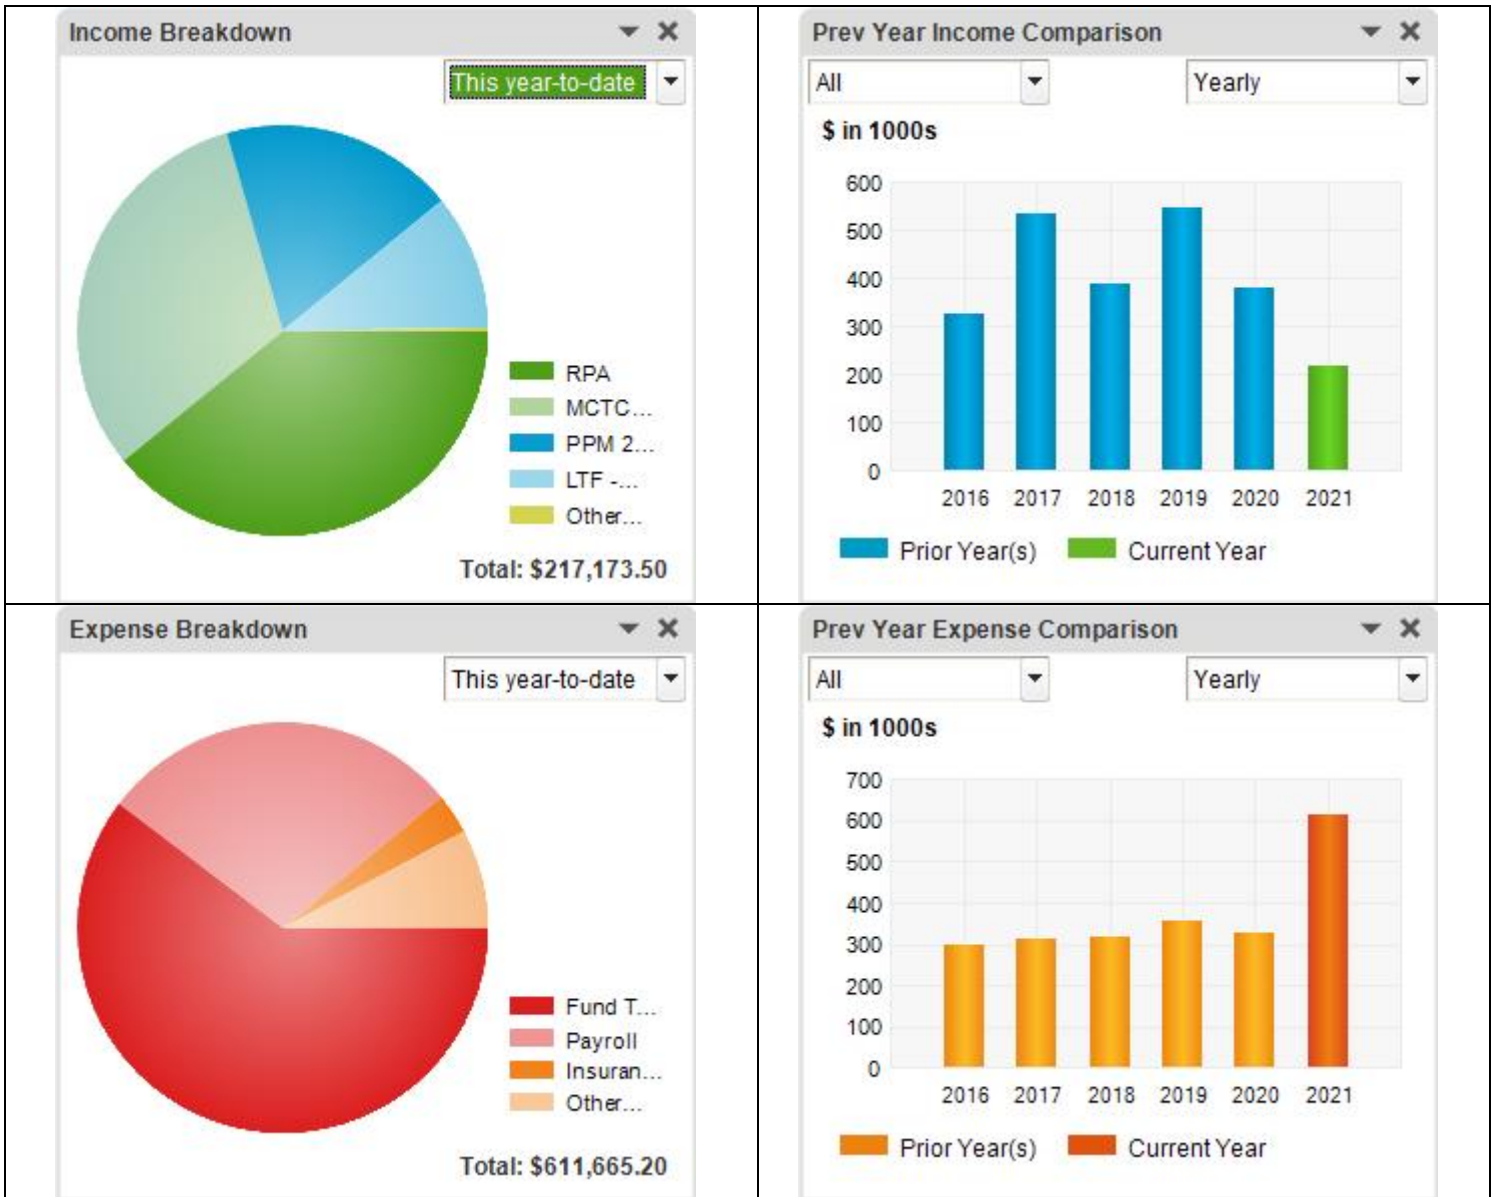 Income Breakdown
This year-to-date
RPA
MCTC...
PPM 2...
LTF -...
Other...
Total: $217,173.50
Prev Year Income Comparison
All
Yearly
$ in 1000s
600
500
400
300
200
100
0
2016 2017 2018 2019 2020 2021
Prior Year(s) Current Year
Expense Breakdown
This year-to-date
Fund T...
Payroll
Insuran...
Other...
Total: $611,665.20
Prev Year Expense Comparison
All
Yearly
$ in 1000s
700
600
500
400
300
200
100
0
2016 2017 2018 2019 2020 2021
Prior Year(s) Current Year